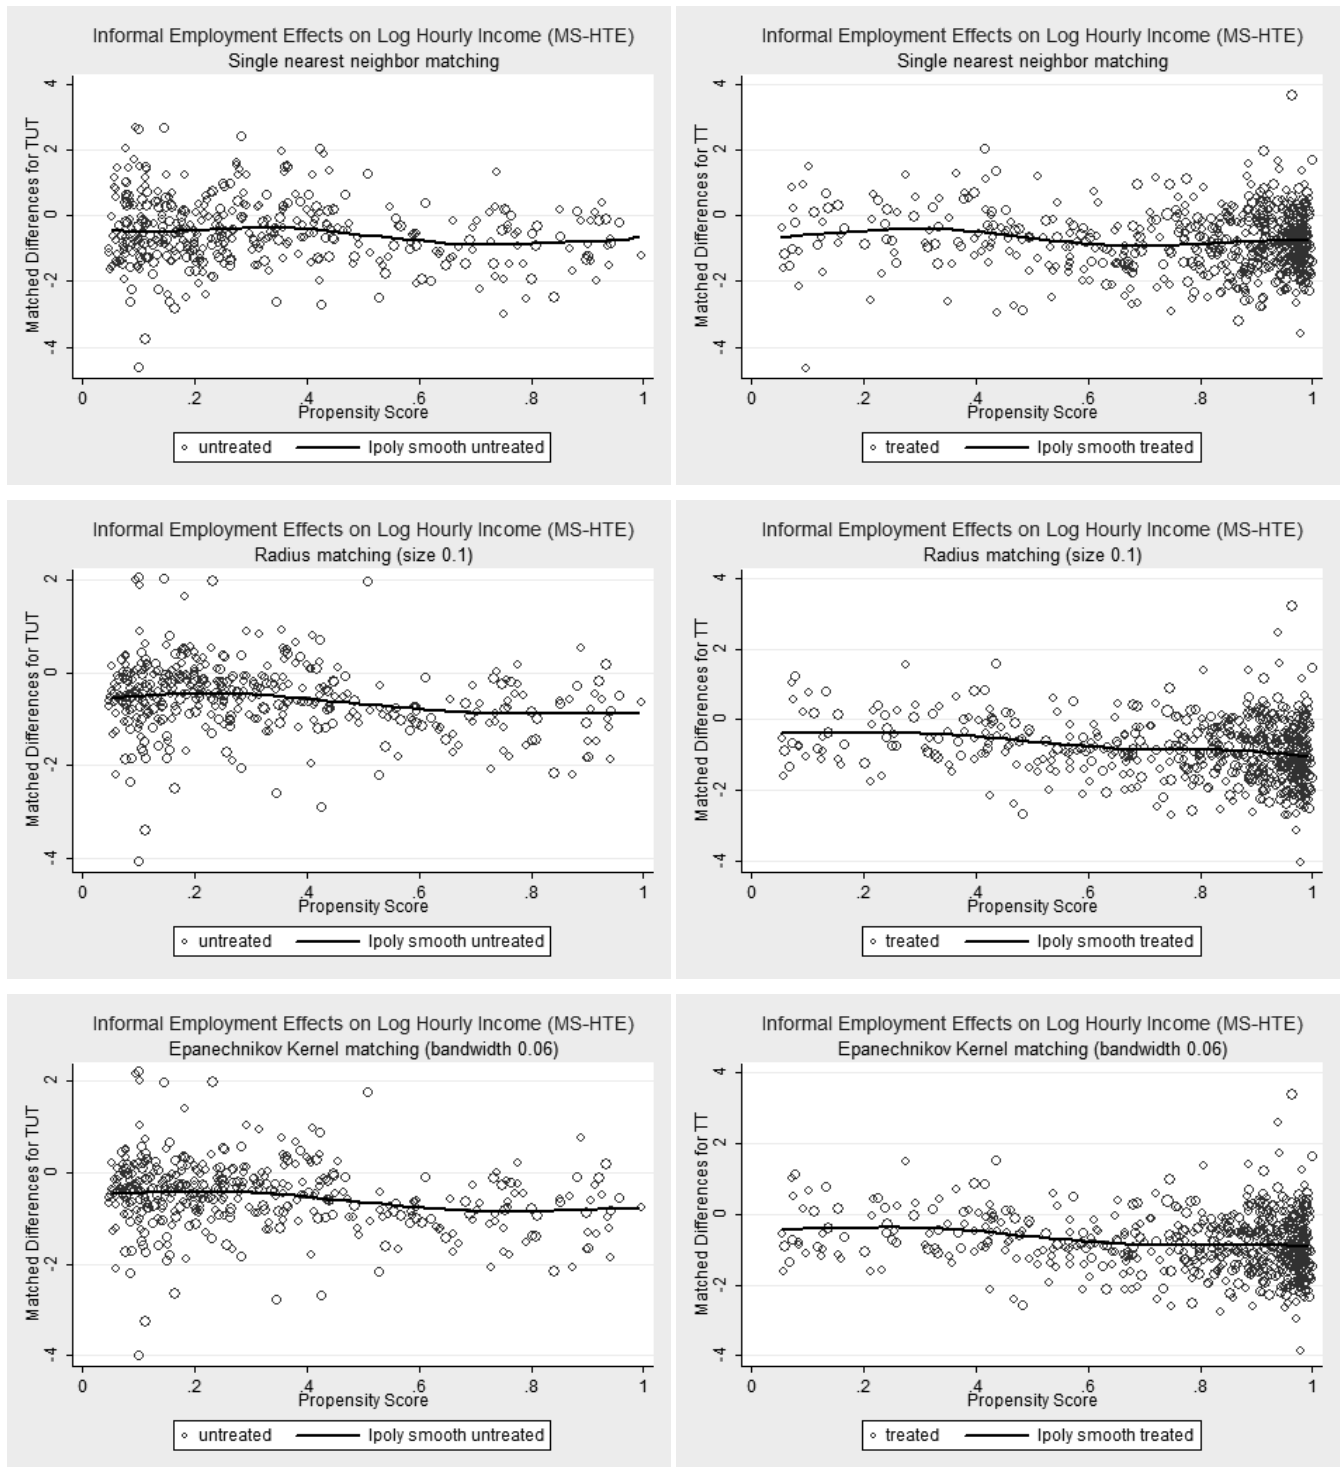 Informal Employment Effects on Log Hourly Income (MS-HTE)
Single nearest neighbor matching
Matched Differences for TUT
4
2
0
-2
-4
0 .2 .4 .6 .8 1
Propensity Score
untreated lpoly smooth untreated
Informal Employment Effects on Log Hourly Income (MS-HTE)
Single nearest neighbor matching
Matched Differences for TT
4
2
0
-2
-4
0 .2 .4 .6 .8 1
Propensity Score
treated lpoly smooth treated
Informal Employment Effects on Log Hourly Income (MS-HTE)
Radius matching (size 0.1)
Matched Differences for TUT
2
0
-2
-4
0 .2 .4 .6 .8 1
Propensity Score
untreated lpoly smooth untreated
Informal Employment Effects on Log Hourly Income (MS-HTE)
Radius matching (size 0.1)
Matched Differences for TT
4
2
0
-2
-4
0 .2 .4 .6 .8 1
Propensity Score
treated lpoly smooth treated
Informal Employment Effects on Log Hourly Income (MS-HTE)
Epanechnikov Kernel matching (bandwidth 0.06)
Matched Differences for TUT
2
0
-2
-4
0 .2 .4 .6 .8 1
Propensity Score
untreated lpoly smooth untreated
Informal Employment Effects on Log Hourly Income (MS-HTE)
Epanechnikov Kernel matching (bandwidth 0.06)
Matched Differences for TT
4
2
0
-2
-4
0 .2 .4 .6 .8 1
Propensity Score
treated lpoly smooth treated